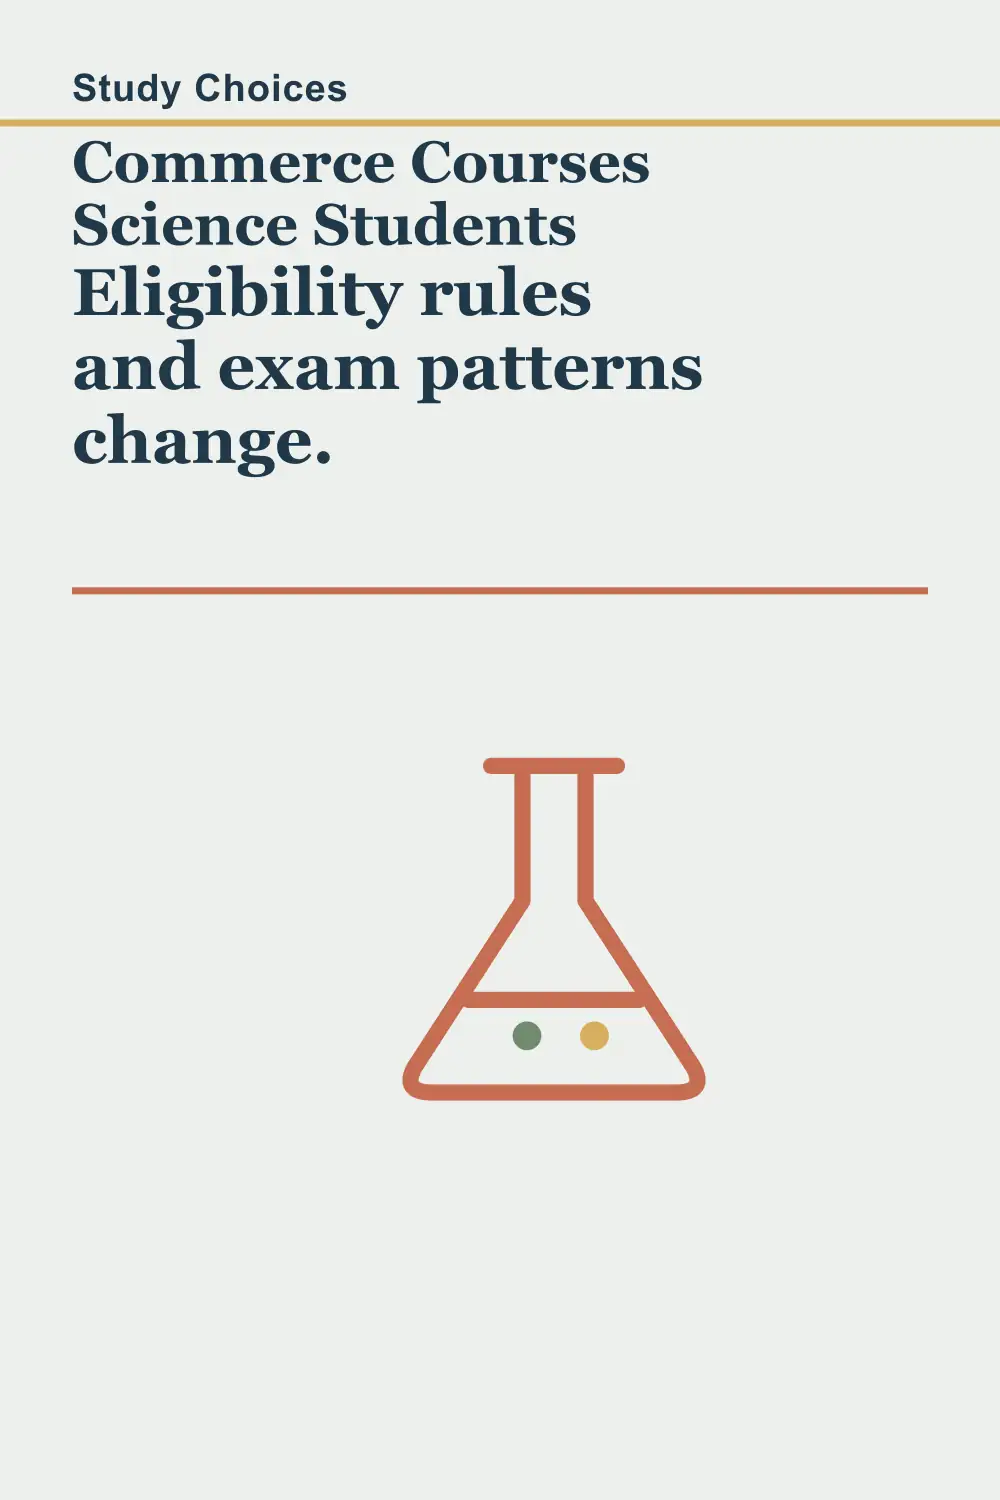 Study Choices
Commerce Courses
Science Students
Eligibility rules
and exam patterns
change.